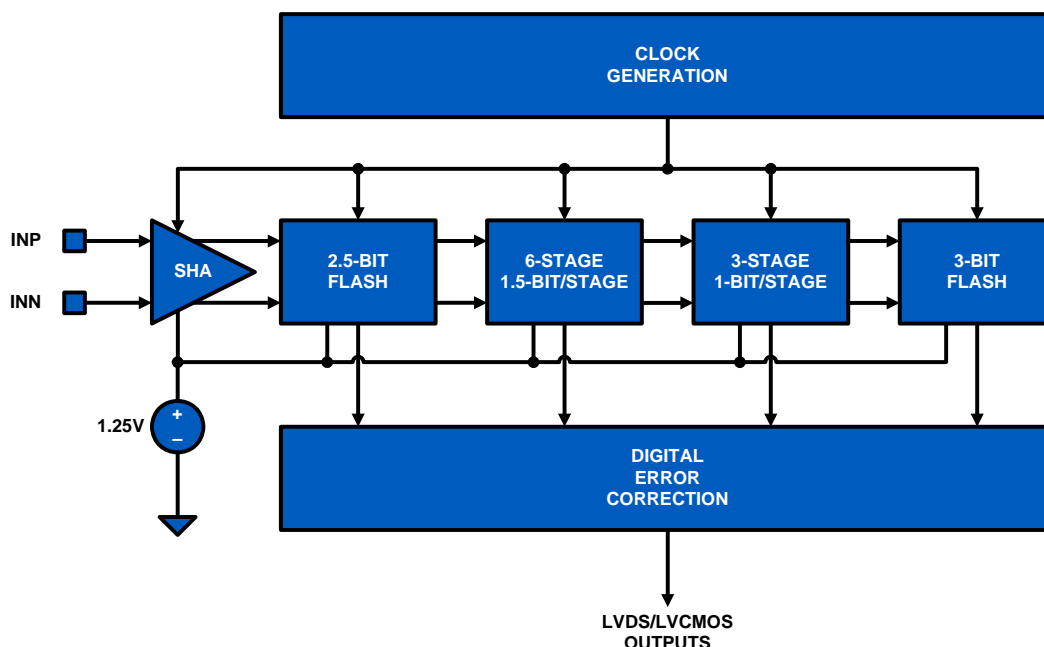 CLOCK
GENERATION
INP
INN
SHA
2.5-BIT
FLASH
6-STAGE
1.5-BIT/STAGE
3-STAGE
1-BIT/STAGE
3-BIT
FLASH
1.25V
+
–
DIGITAL
ERROR
CORRECTION
LVDS/LVCMOS
OUTPUTS